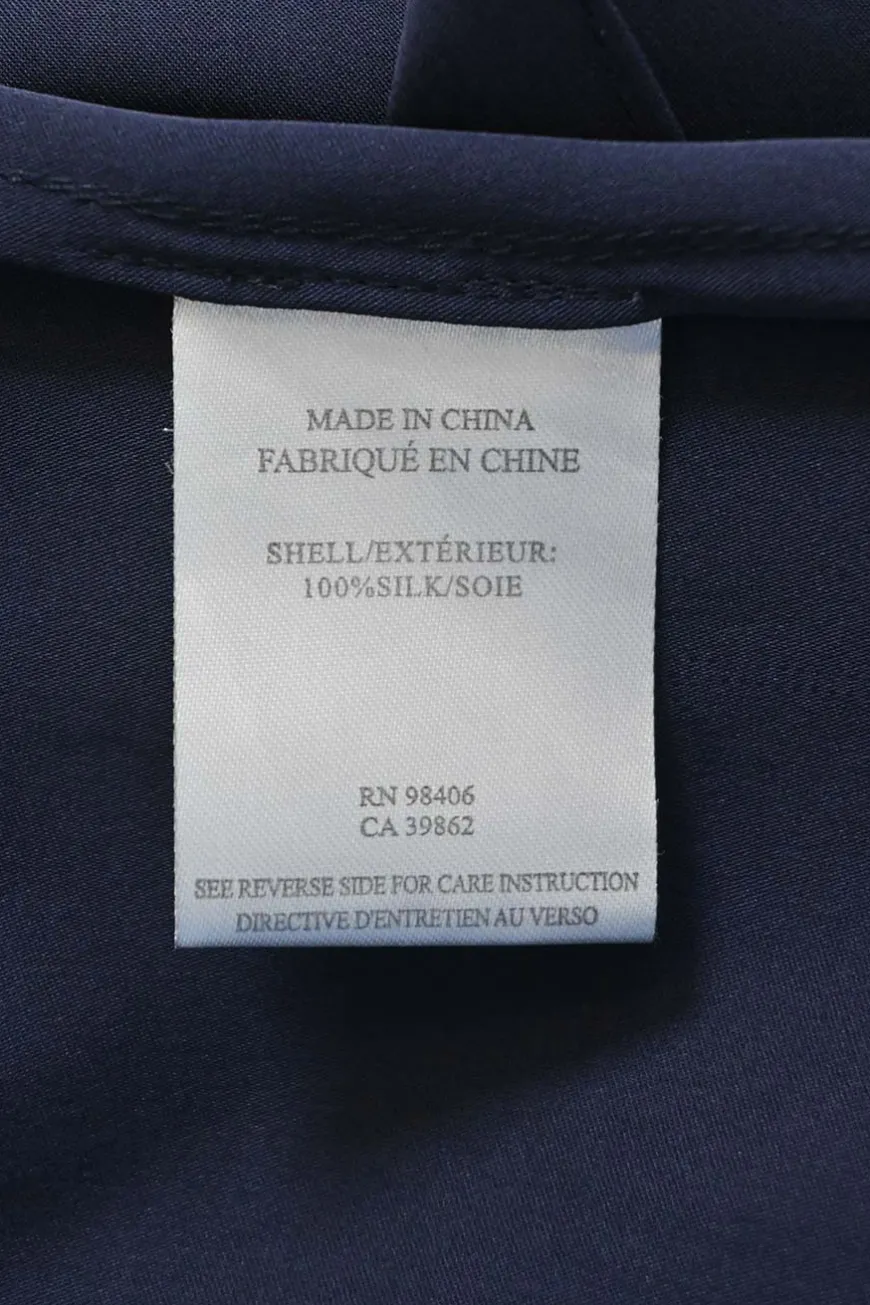 MADE IN CHINA
FABRIQUÉ EN CHINE
SHELL/EXTÉRIEUR:
100%SILK/SOIE
RN 98406
CA 39862
SEE REVERSE SIDE FOR CARE INSTRUCTION
DIRECTIVE D'ENTRETIEN AU VERSO